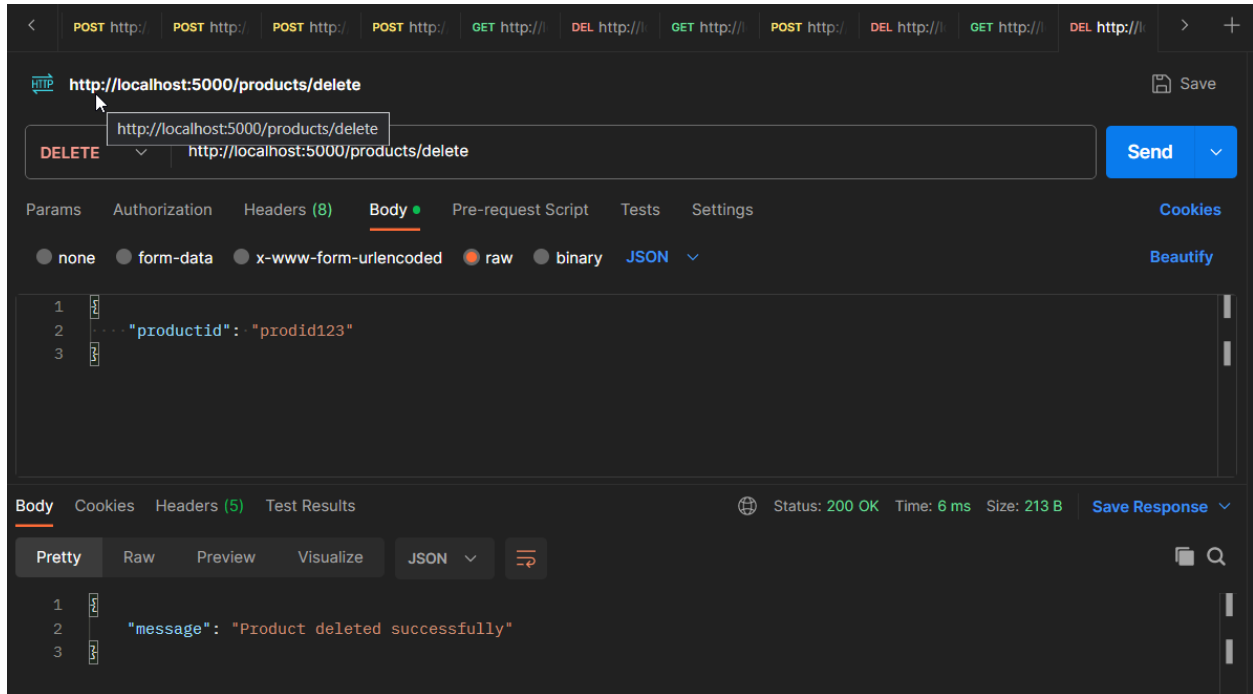 POST http:/ POST http:/ POST http:/ POST http:/ GET http://l DEL http://l GET http://l POST http:/ DEL http://l GET http://l DEL http://l
HTTP http://localhost:5000/products/delete Save
http://localhost:5000/products/delete
DELETE http://localhost:5000/products/delete Send
Params Authorization Headers (8) Body Pre-request Script Tests Settings Cookies
none form-data x-www-form-urlencoded raw binary JSON Beautify
1 {
2 ····"productid":·"prodid123"
3 }
Body Cookies Headers (5) Test Results Status: 200 OK Time: 6 ms Size: 213 B Save Response
Pretty Raw Preview Visualize JSON
1 {
2 "message": "Product deleted successfully"
3 }